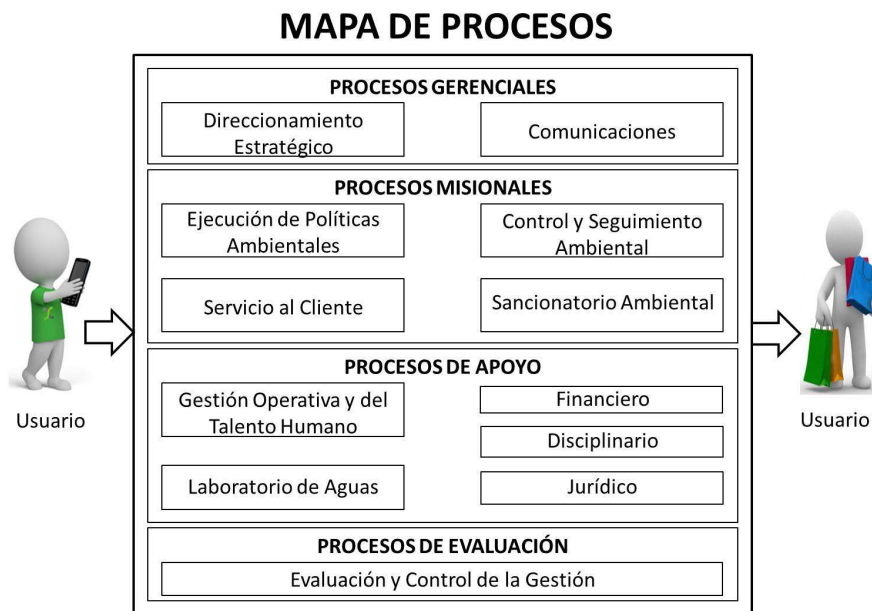 MAPA DE PROCESOS
PROCESOS GERENCIALES
Direccionamiento
Estratégico
Comunicaciones
PROCESOS MISIONALES
Ejecución de Políticas
Ambientales
Control y Seguimiento
Ambiental
Servicio al Cliente
Sancionatorio Ambiental
PROCESOS DE APOYO
Gestión Operativa y del
Talento Humano
Financiero
Disciplinario
Laboratorio de Aguas
Jurídico
PROCESOS DE EVALUACIÓN
Evaluación y Control de la Gestión
Usuario
Usuario